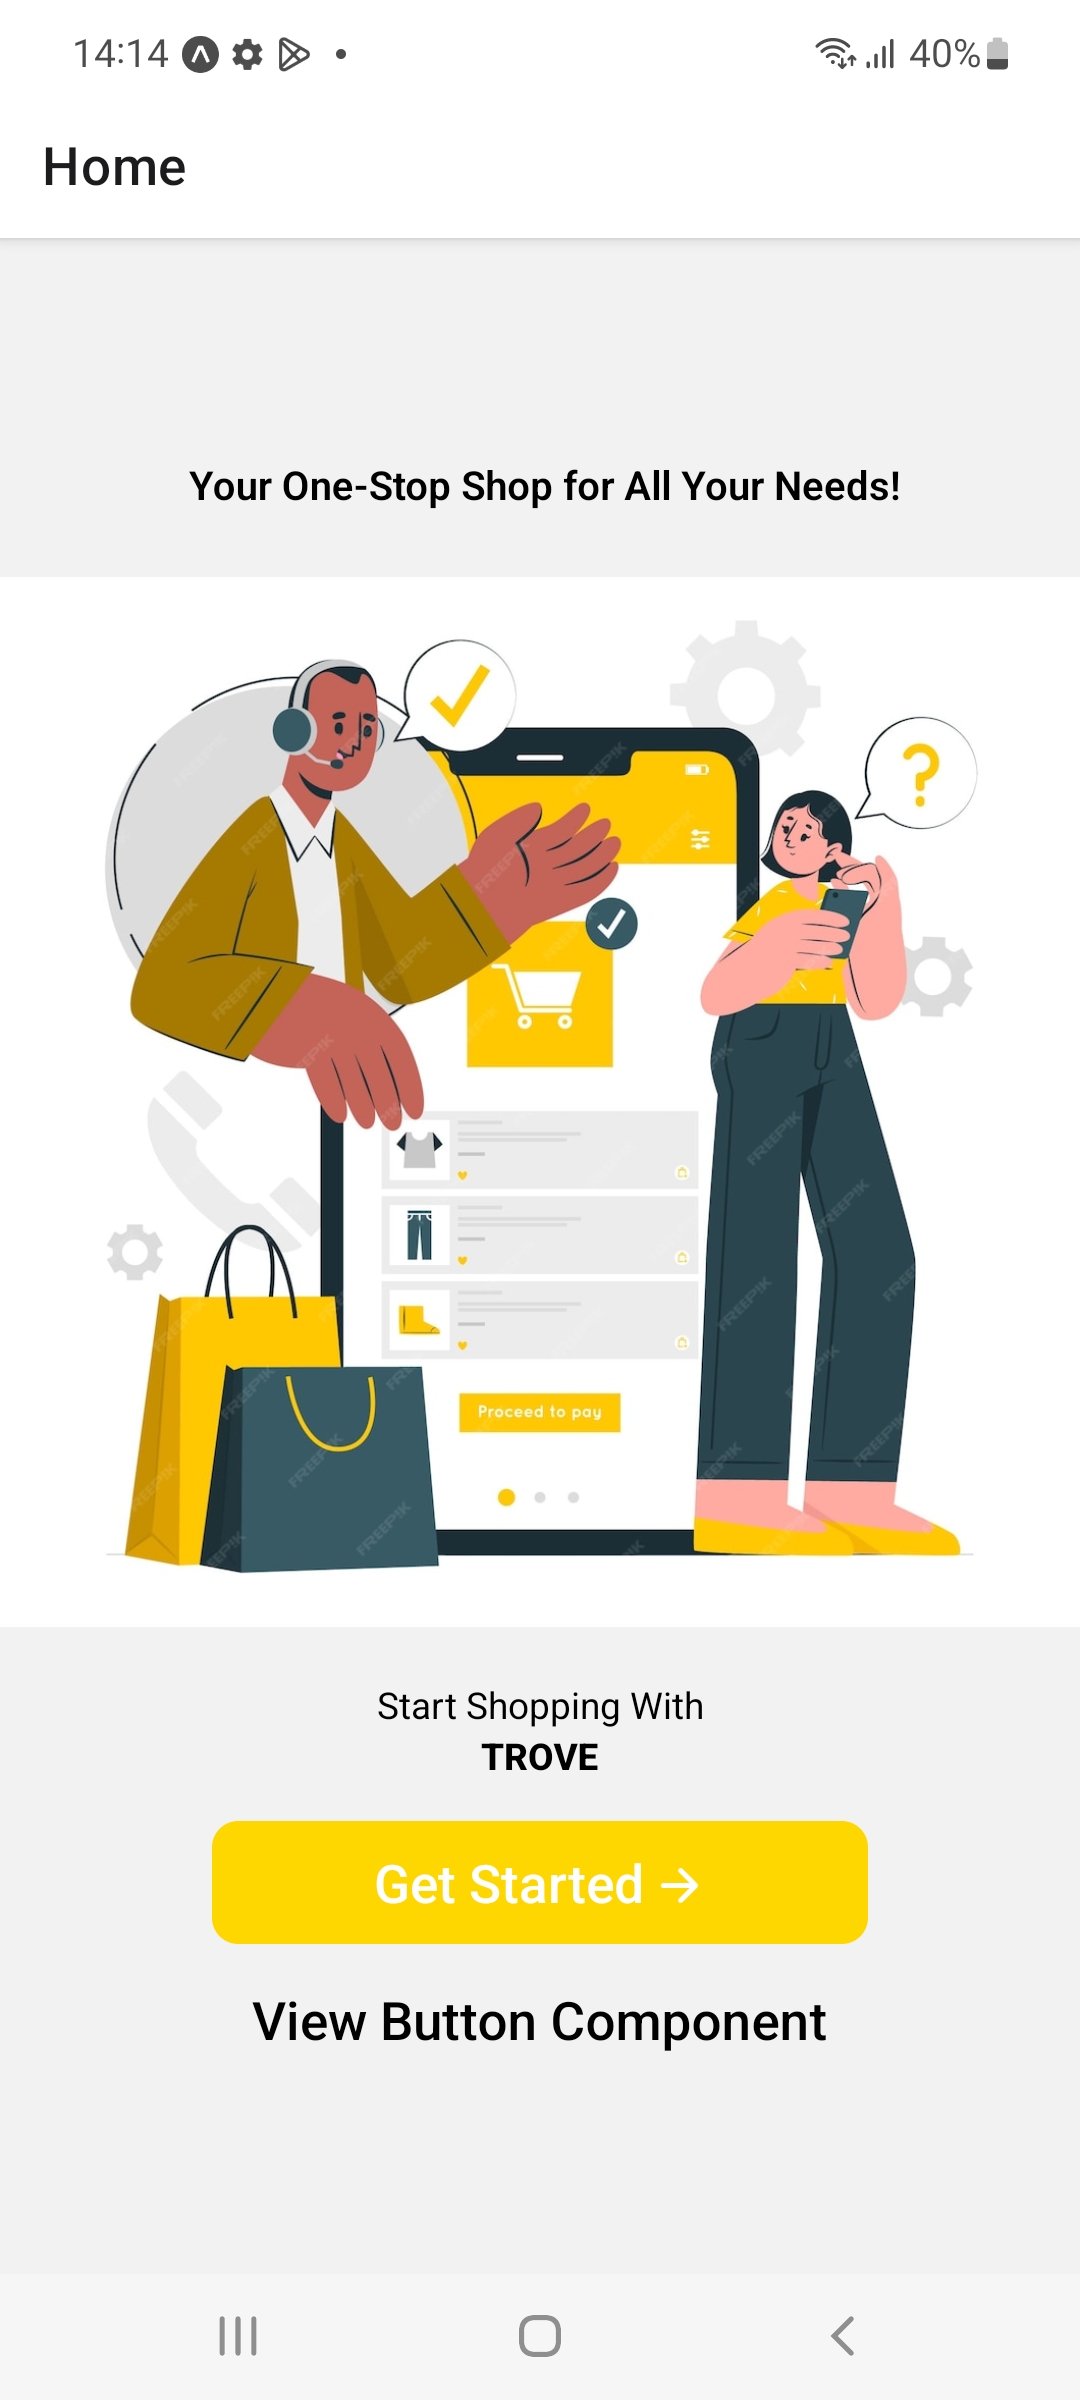 14:14
40%
Home
Your One-Stop Shop for All Your Needs!
Proceed to pay
Start Shopping With
TROVE
Get Started →
View Button Component